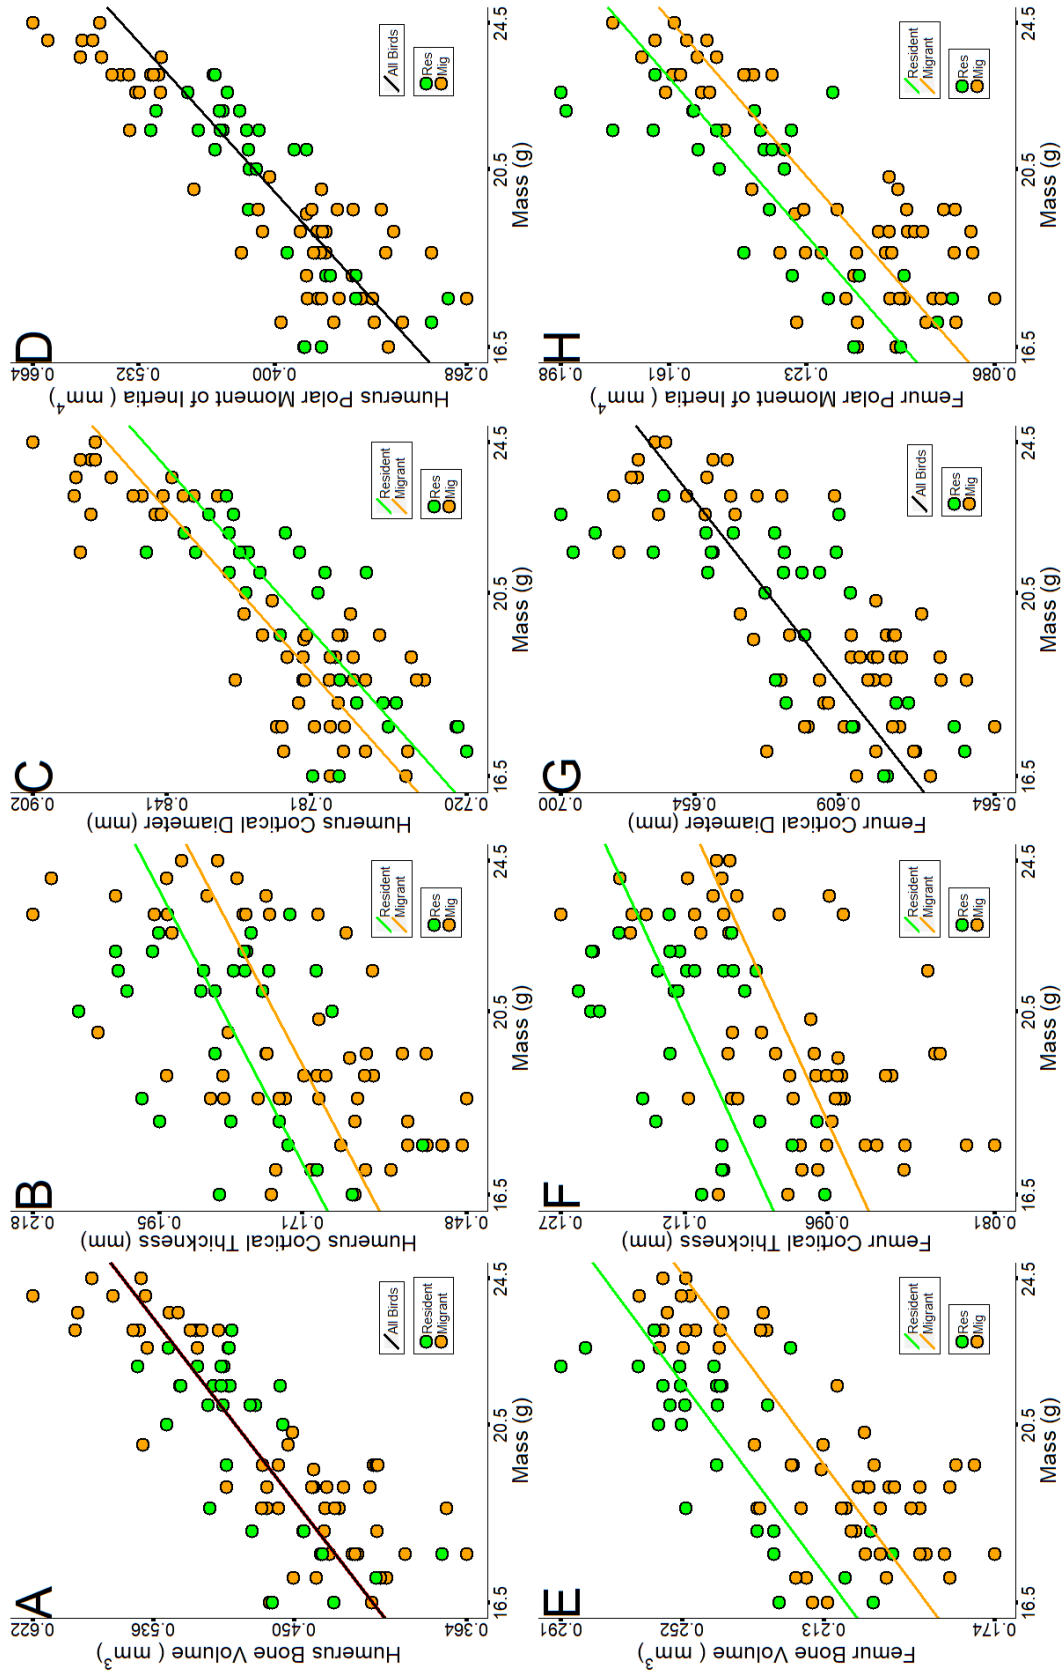 A
Humerus Bone Volume ( mm3)
0.622
0.536
0.450
0.364
16.5 20.5 24.5
Mass (g)
All Birds
Resident
Mig
B
Humerus Cortical Thickness (mm)
0.218
0.195
0.171
0.148
16.5 20.5 24.5
Mass (g)
Resident
Migrant
Res
Mig
C
Humerus Cortical Diameter (mm)
0.902
0.841
0.781
0.720
16.5 20.5 24.5
Mass (g)
Resident
Migrant
Res
Mig
D
Humerus Polar Moment of Inertia ( mm4)
0.664
0.532
0.400
0.268
16.5 20.5 24.5
Mass (g)
All Birds
Res
Mig
E
Femur Bone Volume ( mm3)
0.291
0.252
0.213
0.174
16.5 20.5 24.5
Mass (g)
Resident
Migrant
Res
Mig
F
Femur Cortical Thickness (mm)
0.127
0.112
0.096
0.081
16.5 20.5 24.5
Mass (g)
Resident
Migrant
Res
Mig
G
Femur Cortical Diameter (mm)
0.700
0.654
0.609
0.564
16.5 20.5 24.5
Mass (g)
All Birds
Res
Mig
H
Femur Polar Moment of Inertia ( mm4)
0.198
0.161
0.123
0.086
16.5 20.5 24.5
Mass (g)
Resident
Migrant
Res
Mig